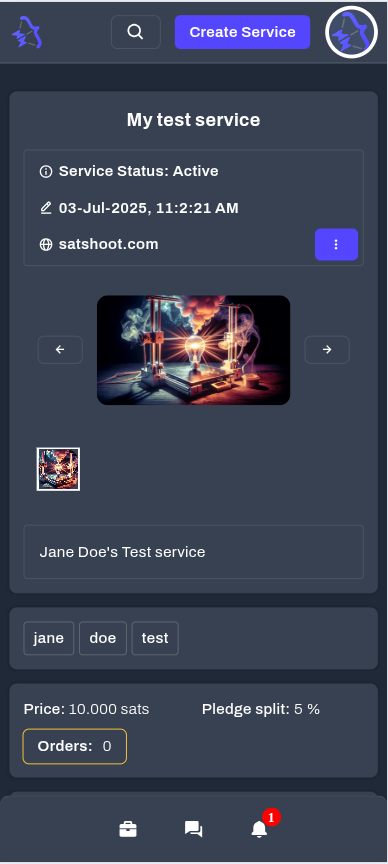 Create Service
My test service
Service Status: Active
03-Jul-2025, 11:2:21 AM
satshoot.com
Jane Doe's Test service
jane doe test
Price: 10.000 sats Pledge split: 5 %
Orders: 0
1